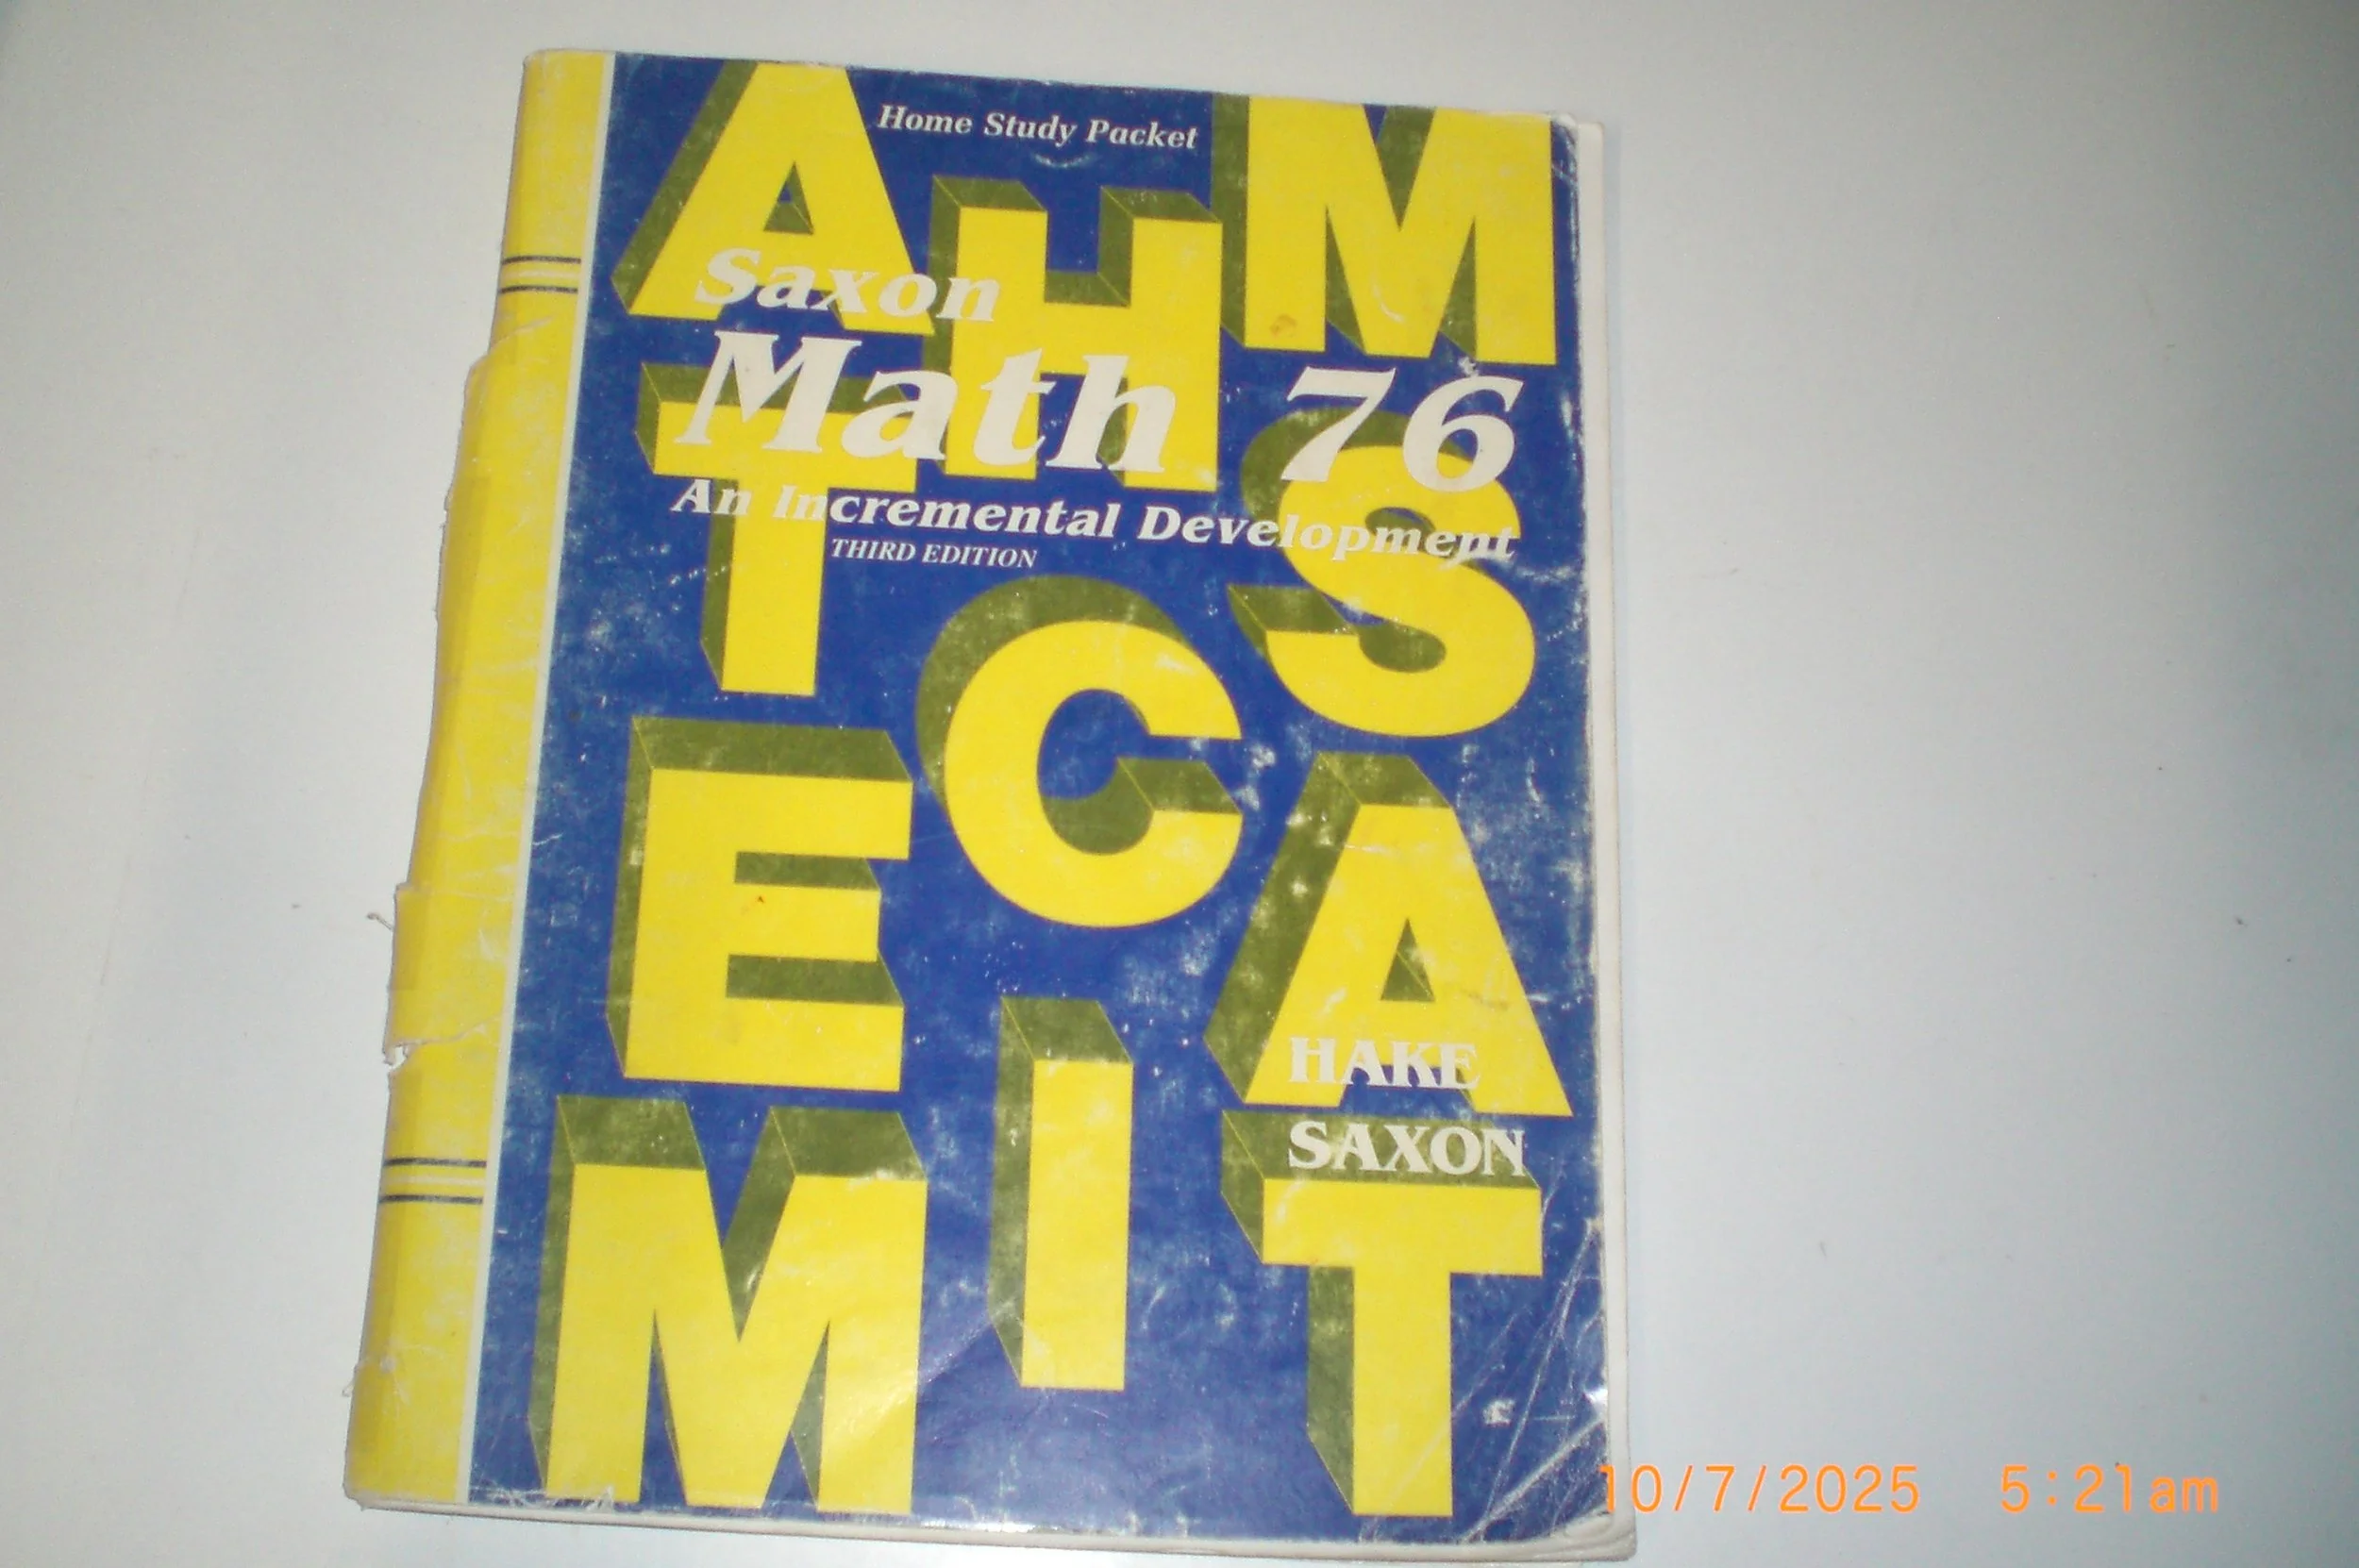 Home Study Packet
Saxon
Math 76
An Incremental Development
THIRD EDITION
A H M
T C S
E I A
M T
HAKE
SAXON
10/7/2025 5:21am